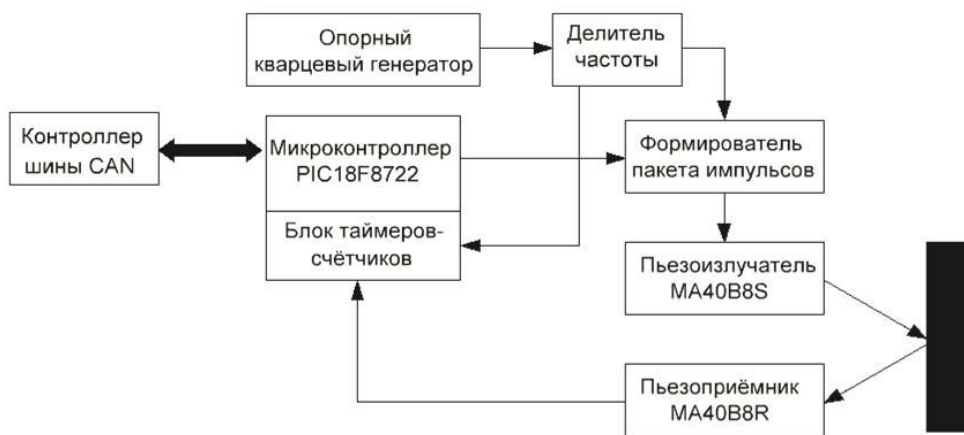 Опорный
кварцевый генератор
Делитель
частоты
Контроллер
шины CAN
Микроконтроллер
PIC18F8722
Формирователь
пакета импульсов
Блок таймеров-
счётчиков
Пьезоизлучатель
MA40B8S
Пьезоприёмник
MA40B8R